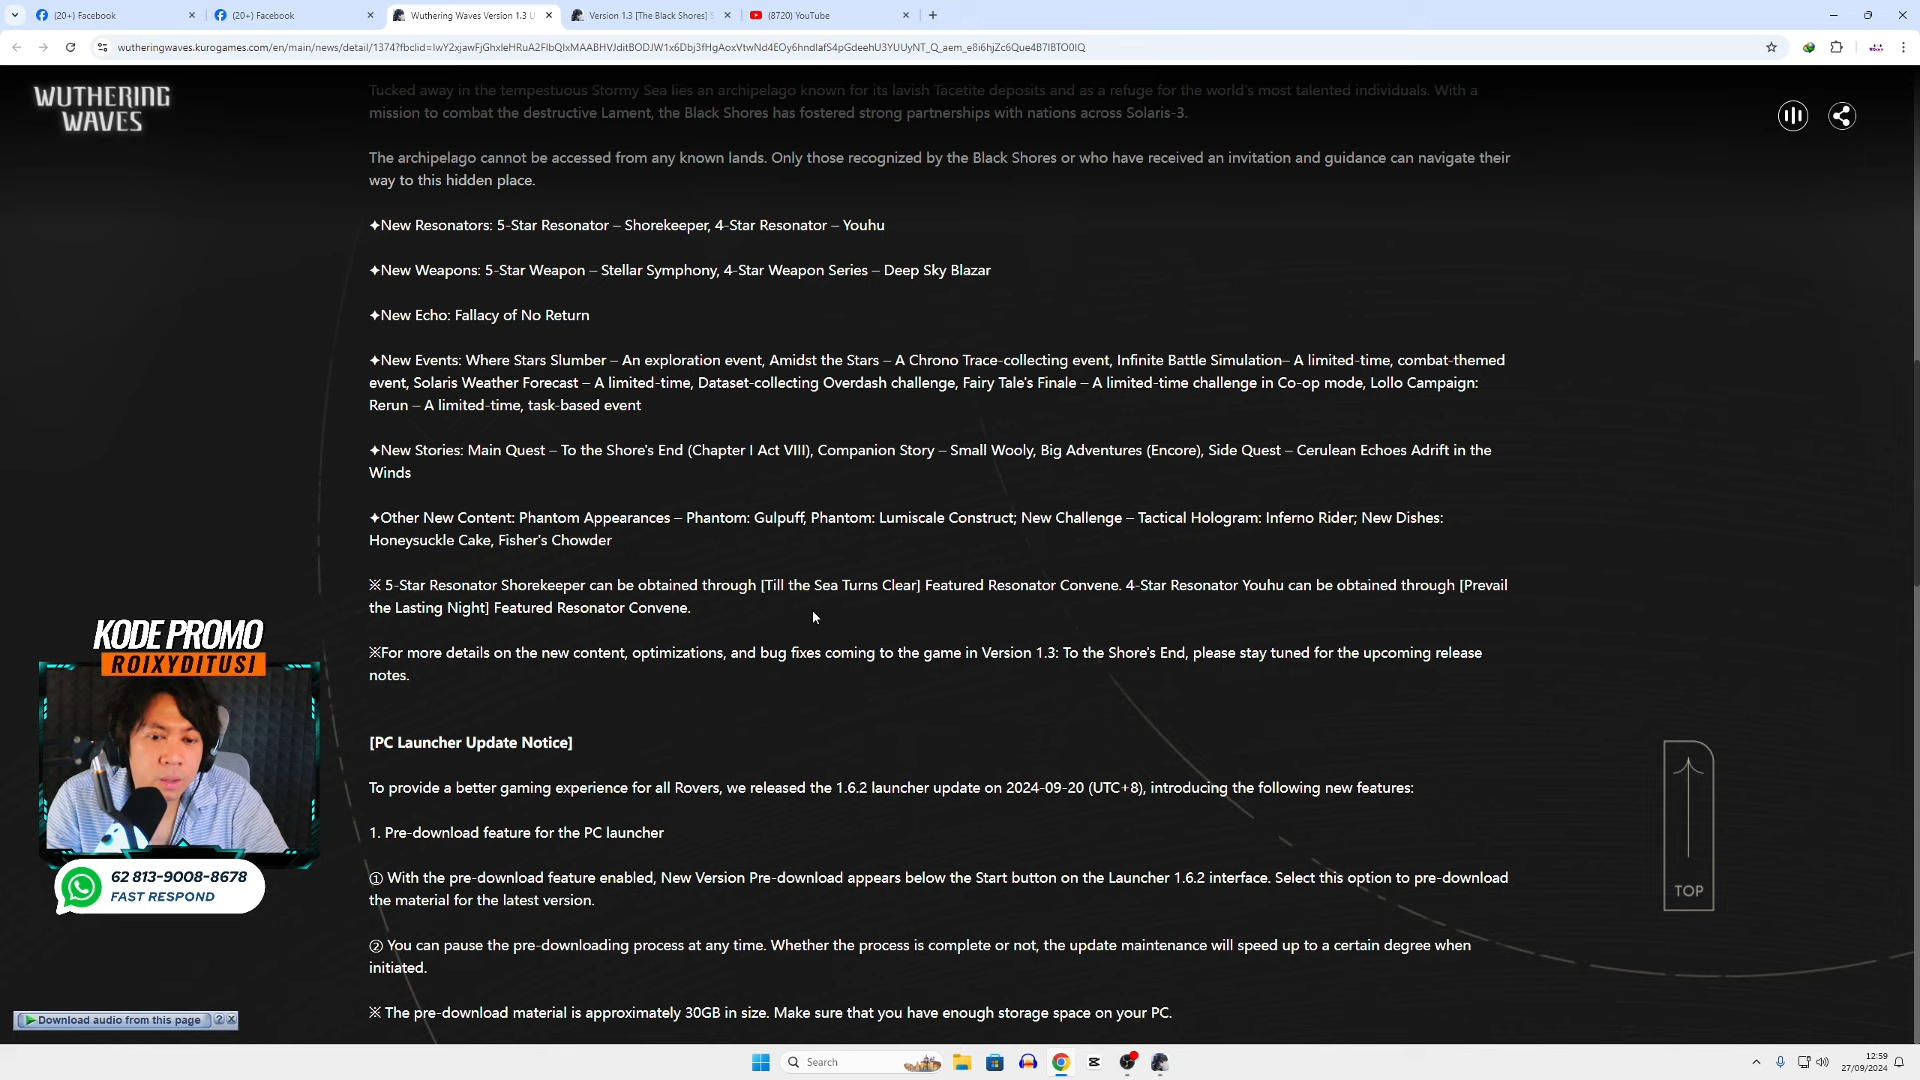 (20+) Facebook
(20+) Facebook
Wuthering Waves Version 1.3 U
Version 1.3 [The Black Shores] S
(8720) YouTube
WUTHERING
WAVES
Tucked away in the tempestuous Stormy Sea lies an archipelago known for its lavish Tacetite deposits and as a refuge for the world's most talented individuals. With a
mission to combat the destructive Lament, the Black Shores has fostered strong partnerships with nations across Solaris-3.
The archipelago cannot be accessed from any known lands. Only those recognized by the Black Shores or who have received an invitation and guidance can navigate their
way to this hidden place.
✦New Resonators: 5-Star Resonator – Shorekeeper, 4-Star Resonator – Youhu
✦New Weapons: 5-Star Weapon – Stellar Symphony, 4-Star Weapon Series – Deep Sky Blazar
✦New Echo: Fallacy of No Return
✦New Events: Where Stars Slumber – An exploration event, Amidst the Stars – A Chrono Trace-collecting event, Infinite Battle Simulation– A limited-time, combat-themed
event, Solaris Weather Forecast – A limited-time, Dataset-collecting Overdash challenge, Fairy Tale's Finale – A limited-time challenge in Co-op mode, Lollo Campaign:
Rerun – A limited-time, task-based event
✦New Stories: Main Quest – To the Shore's End (Chapter I Act VIII), Companion Story – Small Wooly, Big Adventures (Encore), Side Quest – Cerulean Echoes Adrift in the
Winds
✦Other New Content: Phantom Appearances – Phantom: Gulpuff, Phantom: Lumiscale Construct; New Challenge – Tactical Hologram: Inferno Rider; New Dishes:
Honeysuckle Cake, Fisher's Chowder
※ 5-Star Resonator Shorekeeper can be obtained through [Till the Sea Turns Clear] Featured Resonator Convene. 4-Star Resonator Youhu can be obtained through [Prevail
the Lasting Night] Featured Resonator Convene.
※For more details on the new content, optimizations, and bug fixes coming to the game in Version 1.3: To the Shore's End, please stay tuned for the upcoming release
notes.
[PC Launcher Update Notice]
To provide a better gaming experience for all Rovers, we released the 1.6.2 launcher update on 2024-09-20 (UTC+8), introducing the following new features:
1. Pre-download feature for the PC launcher
① With the pre-download feature enabled, New Version Pre-download appears below the Start button on the Launcher 1.6.2 interface. Select this option to pre-download
the material for the latest version.
② You can pause the pre-downloading process at any time. Whether the process is complete or not, the update maintenance will speed up to a certain degree when
initiated.
※ The pre-download material is approximately 30GB in size. Make sure that you have enough storage space on your PC.
KODE PROMO
ROIXYDITUSI
62 813-9008-8678
FAST RESPOND
TOP
Download audio from this page
Search
12:59
27/09/2024